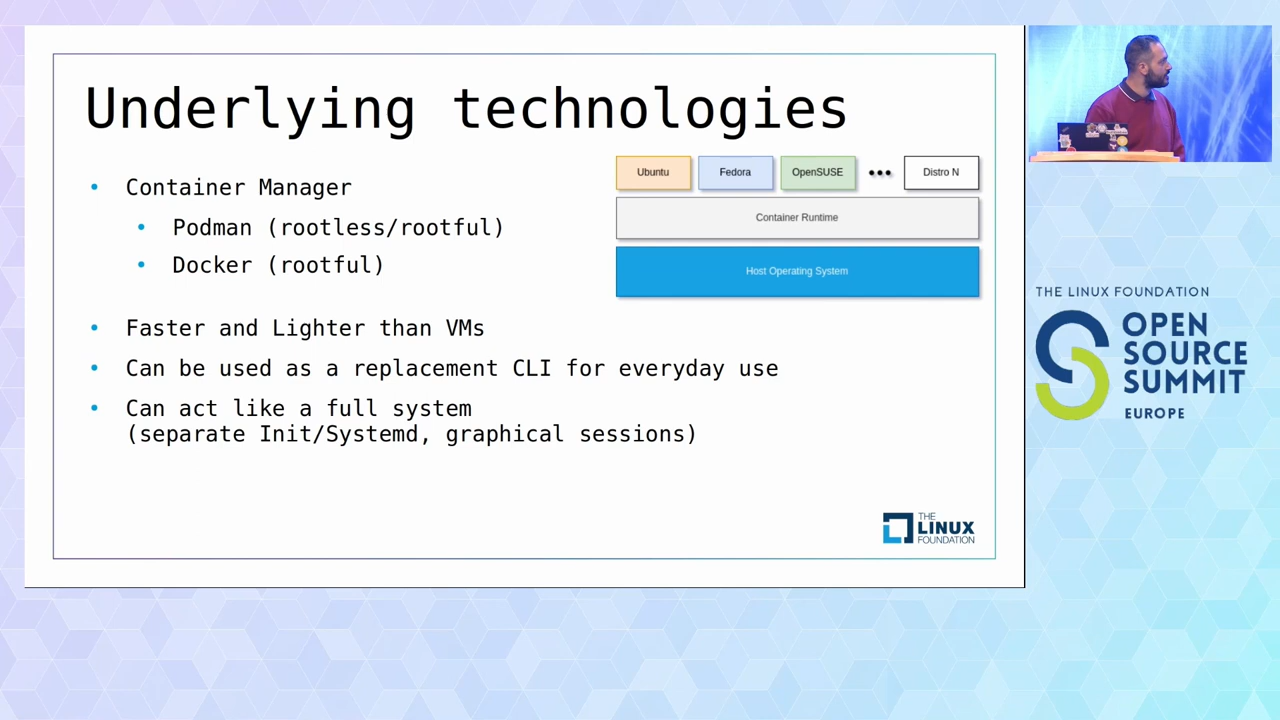 Underlying technologies
• Container Manager
• Podman (rootless/rootful)
• Docker (rootful)
• Faster and Lighter than VMs
• Can be used as a replacement CLI for everyday use
• Can act like a full system
(separate Init/Systemd, graphical sessions)
Ubuntu
Fedora
OpenSUSE
•••
Distro N
Container Runtime
Host Operating System
THE
LINUX
FOUNDATION
THE LINUX FOUNDATION
OPEN
SOURCE
SUMMIT
EUROPE